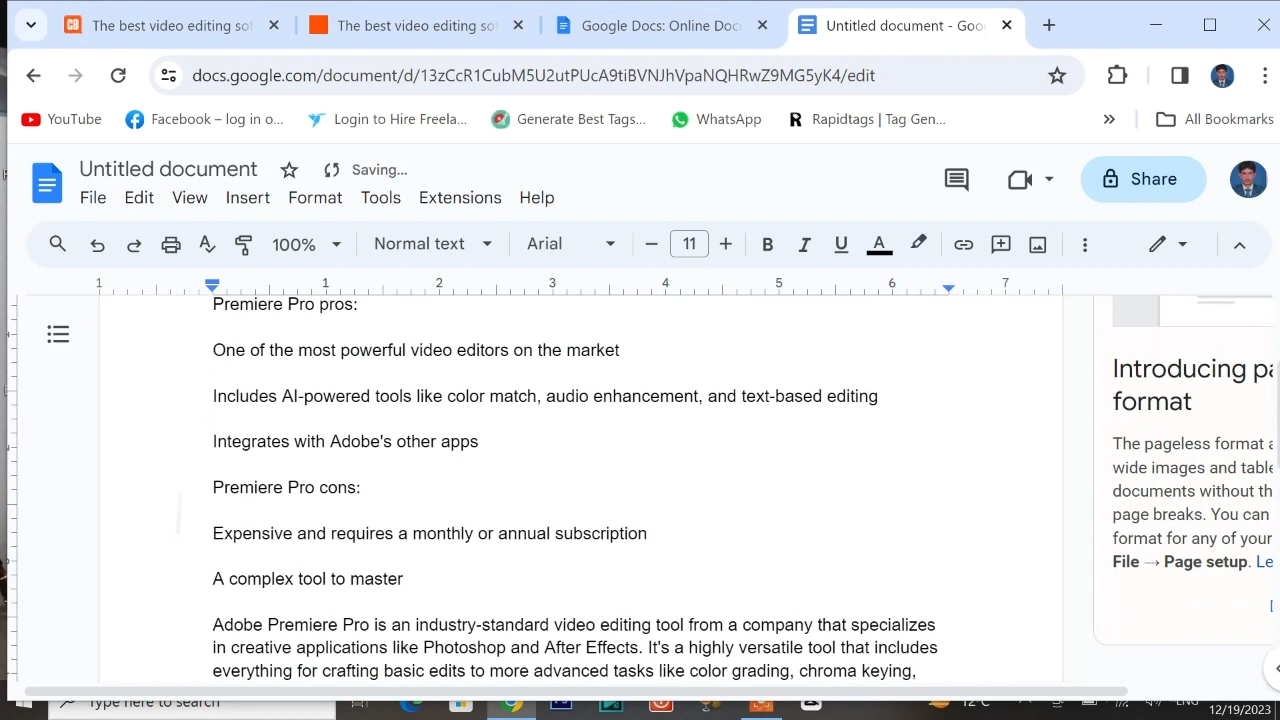 The best video editing sof
The best video editing sof
Google Docs: Online Docu
Untitled document - Goo
docs.google.com/document/d/13zCcR1CubM5U2utPUcA9tiBVNJhVpaNQHRwZ9MG5yK4/edit
YouTube
Facebook – log in o...
Login to Hire Freela...
Generate Best Tags...
WhatsApp
R Rapidtags | Tag Gen...
All Bookmarks
Untitled document
Saving...
File Edit View Insert Format Tools Extensions Help
Share
100% Normal text Arial 11 B I U A
1 1 2 3 4 5 6 7
Premiere Pro pros:
One of the most powerful video editors on the market
Includes AI-powered tools like color match, audio enhancement, and text-based editing
Integrates with Adobe's other apps
Premiere Pro cons:
Expensive and requires a monthly or annual subscription
A complex tool to master
Adobe Premiere Pro is an industry-standard video editing tool from a company that specializes
in creative applications like Photoshop and After Effects. It's a highly versatile tool that includes
everything for crafting basic edits to more advanced tasks like color grading, chroma keying,
Introducing pa
format
The pageless format a
wide images and table
documents without th
page breaks. You can
format for any of your
File → Page setup. Le
Type here to search
12°C
ENG
12/19/2023